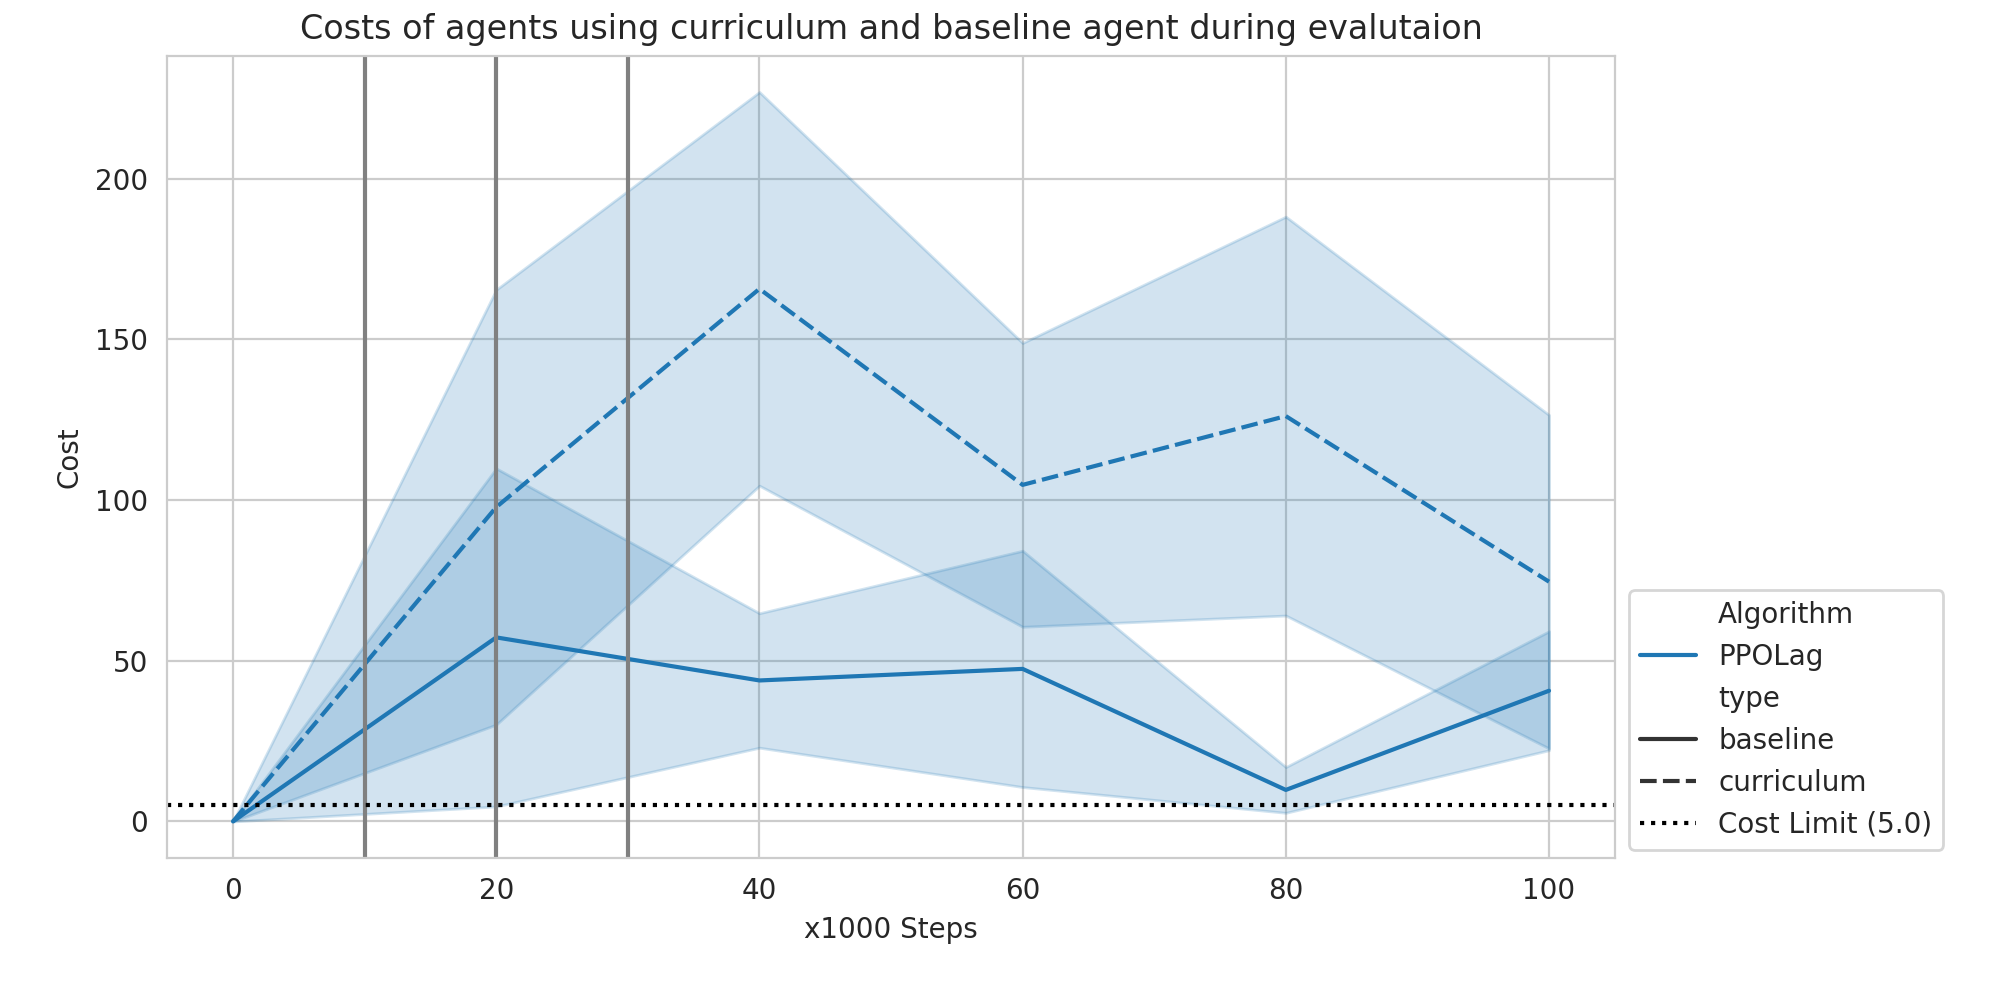 Costs of agents using curriculum and baseline agent during evalutaion
Cost
200
150
100
50
0
0 20 40 60 80 100
x1000 Steps
Algorithm
PPOLag
type
baseline
curriculum
Cost Limit (5.0)